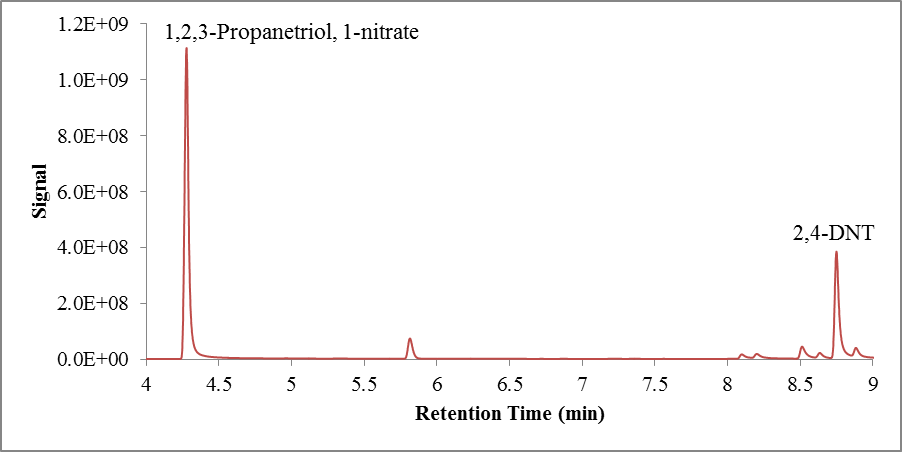 1,2,3-Propanetriol, 1-nitrate
2,4-DNT
Signal
1.2E+09
1.0E+09
8.0E+08
6.0E+08
4.0E+08
2.0E+08
0.0E+00
4 4.5 5 5.5 6 6.5 7 7.5 8 8.5 9
Retention Time (min)